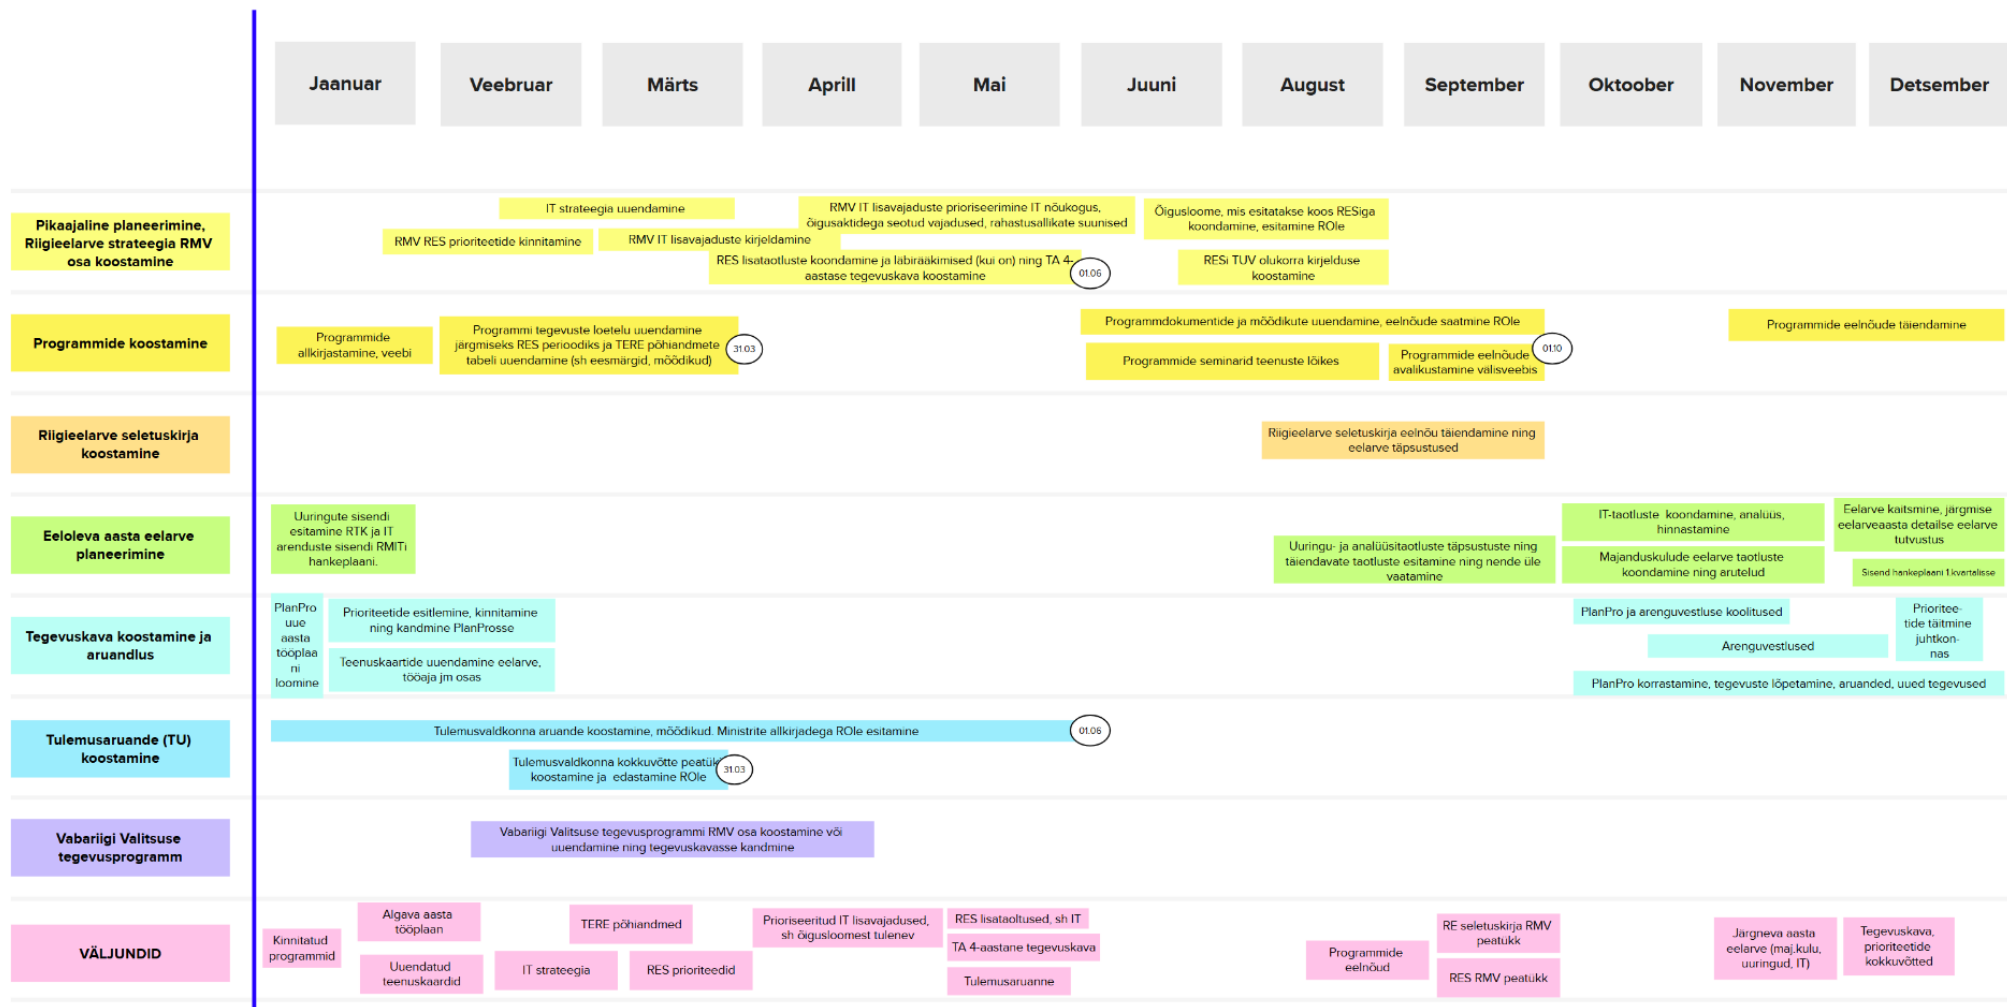 Jaanuar
Veebruar
Märts
Aprill
Mai
Juuni
August
September
Oktoober
November
Detsember
Pikaajaline planeerimine,
Riigieelarve strateegia RMV
osa koostamine
IT strateegia uuendamine
RMV RES prioriteetide kinnitamine
RMV IT lisavajaduste kirjeldamine
RMV IT lisavajaduste prioriseerimine IT nõukogus,
õigusaktidega seotud vajadused, rahastusallikate suunised
RES lisataotluste koondamine ja läbirääkimised (kui on) ning TA 4-
aastase tegevuskava koostamine
01.06
Õigusloome, mis esitatakse koos RESiga
koondamine, esitamine ROle
RESi TUV olukorra kirjelduse
koostamine
Programmide koostamine
Programmide
allkirjastamine, veebi
Programmi tegevuste loetelu uuendamine
järgmiseks RES perioodiks ja TERE põhiandmete
tabeli uuendamine (sh eesmärgid, mõõdikud)
31.03
Programmdokumentide ja mõõdikute uuendamine, eelnõude saatmine ROle
Programmide seminarid teenuste lõikes
Programmide eelnõude
avalikustamine välisveebis
01.10
Programmide eelnõude täiendamine
Riigieelarve seletuskirja
koostamine
Riigieelarve seletuskirja eelnõu täiendamine ning
eelarve täpsustused
Eeloleva aasta eelarve
planeerimine
Uuringute sisendi
esitamine RTK ja IT
arenduste sisendi RMITi
hankeplaani.
Uuringu- ja analüüsitaotluste täpsustuste ning
täiendavate taotluste esitamine ning nende üle
vaatamine
IT-taotluste koondamine, analüüs,
hinnastamine
Majanduskulude eelarve taotluste
koondamine ning arutelud
Eelarve kaitsmine, järgmise
eelarveaasta detailse eelarve
tutvustus
Sisend hankeplaani 1.kvartalisse
Tegevuskava koostamine ja
aruandlus
PlanPro
uue
aasta
tööplaa
ni
loomine
Prioriteetide esitlemine, kinnitamine
ning kandmine PlanProsse
Teenuskaartide uuendamine eelarve,
tööaja jm osas
PlanPro ja arenguvestluse koolitused
Arenguvestlused
PlanPro korrastamine, tegevuste lõpetamine, aruanded, uued tegevused
Prioritee-
tide täitmine
juhtkon-
nas
Tulemusaruande (TU)
koostamine
Tulemusvaldkonna aruande koostamine, mõõdikud. Ministrite allkirjadega ROle esitamine
01.06
Tulemusvaldkonna kokkuvõtte peatük
koostamine ja edastamine ROle
31.03
Vabariigi Valitsuse
tegevusprogramm
Vabariigi Valitsuse tegevusprogrammi RMV osa koostamine või
uuendamine ning tegevuskavasse kandmine
VÄLJUNDID
Kinnitatud
programmid
Algava aasta
tööplaan
Uuendatud
teenuskaardid
TERE põhiandmed
IT strateegia
RES prioriteedid
Prioriseeritud IT lisavajadused,
sh õigusloomest tulenev
RES lisataoltused, sh IT
TA 4-aastane tegevuskava
Tulemusaruanne
Programmide
eelnõud
RE seletuskirja RMV
peatükk
RES RMV peatükk
Järgneva aasta
eelarve (maj.kulu,
uuringud, IT)
Tegevuskava,
prioriteetide
kokkuvõtted